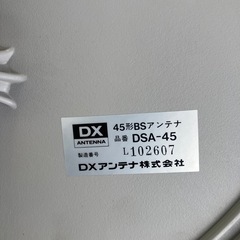 DX
ANTENNA
45形BSアンテナ
品番 DSA-45
製造番号 L102607
DXアンテナ株式会社